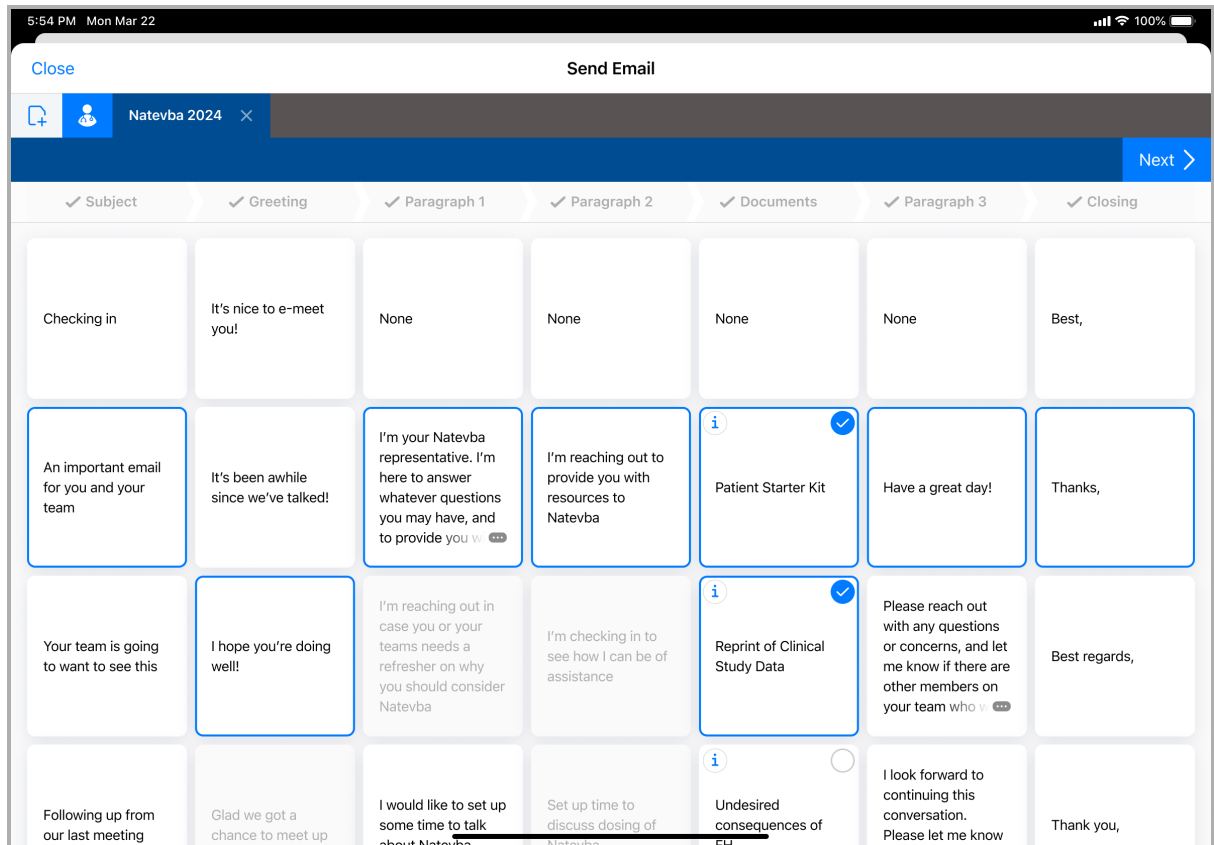 5:54 PM Mon Mar 22
100%
Close
Send Email
Natevba 2024
Next
Subject
Greeting
Paragraph 1
Paragraph 2
Documents
Paragraph 3
Closing
Checking in
It's nice to e-meet
you!
None
None
None
None
Best,
An important email
for you and your
team
It's been awhile
since we've talked!
I'm your Natevba
representative. I'm
here to answer
whatever questions
you may have, and
to provide you w
I'm reaching out to
provide you with
resources to
Natevba
i
Patient Starter Kit
Have a great day!
Thanks,
Your team is going
to want to see this
I hope you're doing
well!
I'm reaching out in
case you or your
teams needs a
refresher on why
you should consider
Natevba
I'm checking in to
see how I can be of
assistance
i
Reprint of Clinical
Study Data
Please reach out
with any questions
or concerns, and let
me know if there are
other members on
your team who
Best regards,
Following up from
our last meeting
Glad we got a
chance to meet up
I would like to set up
some time to talk
about Natevba
Set up time to
discuss dosing of
Natevba
i
Undesired
consequences of
FH
I look forward to
continuing this
conversation.
Please let me know
Thank you,